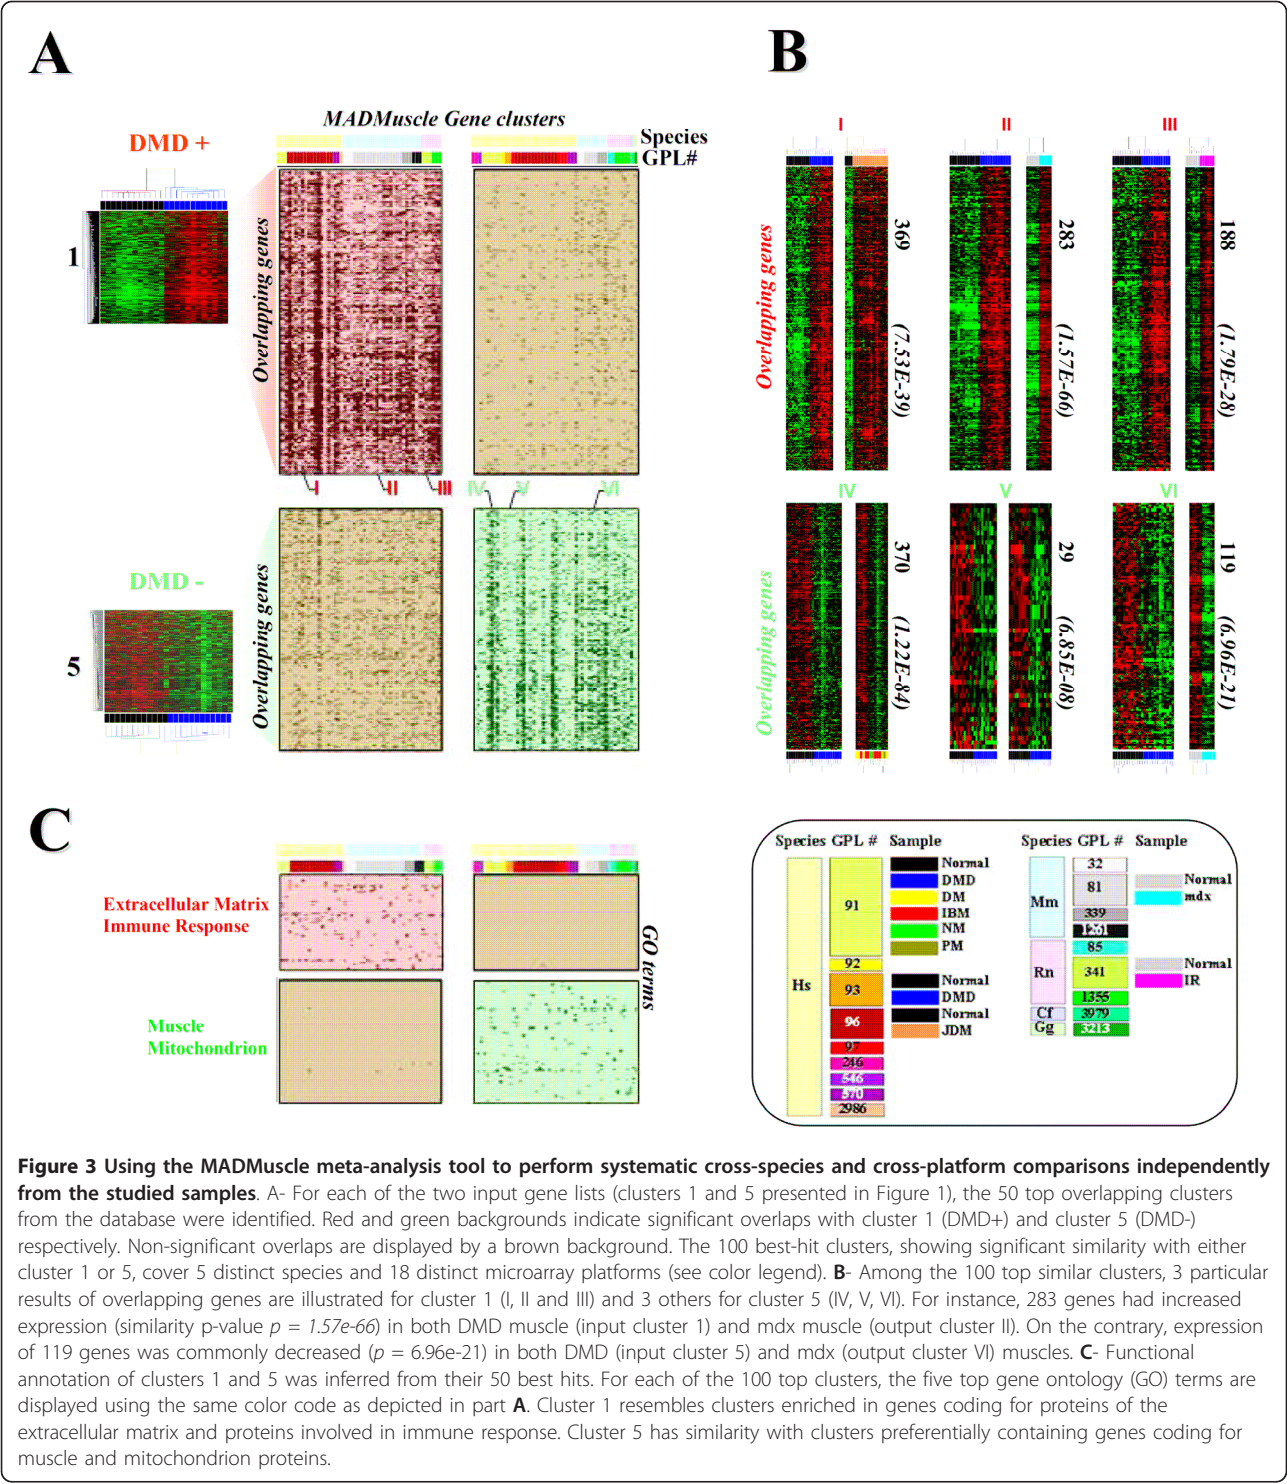 A
B
MADMuscle Gene clusters
Species
GPL#
DMD +
1
Overlapping genes
I
II
III
IV
V
VI
DMD -
5
Overlapping genes
I
II
III
Overlapping genes
369
(7.53E-39)
283
(1.57E-66)
188
(1.79E-28)
IV
V
VI
Overlapping genes
370
(1.22E-84)
29
(6.85E-08)
119
(6.96E-21)
C
Extracellular Matrix
Immune Response
Muscle
Mitochondrion
GO terms
Species GPL # Sample
Hs
91
92
93
96
97
246
546
570
2986
Normal
DMD
DM
IBM
NM
PM
Normal
DMD
Normal
JDM
Species GPL # Sample
Mm
32
81
339
1261
Normal
mdx
Rn
85
341
1355
Normal
IR
Cf
3979
Gg
3213
Figure 3 Using the MADMuscle meta-analysis tool to perform systematic cross-species and cross-platform comparisons independently
from the studied samples. A- For each of the two input gene lists (clusters 1 and 5 presented in Figure 1), the 50 top overlapping clusters
from the database were identified. Red and green backgrounds indicate significant overlaps with cluster 1 (DMD+) and cluster 5 (DMD-)
respectively. Non-significant overlaps are displayed by a brown background. The 100 best-hit clusters, showing significant similarity with either
cluster 1 or 5, cover 5 distinct species and 18 distinct microarray platforms (see color legend). B- Among the 100 top similar clusters, 3 particular
results of overlapping genes are illustrated for cluster 1 (I, II and III) and 3 others for cluster 5 (IV, V, VI). For instance, 283 genes had increased
expression (similarity p-value p = 1.57e-66) in both DMD muscle (input cluster 1) and mdx muscle (output cluster II). On the contrary, expression
of 119 genes was commonly decreased (p = 6.96e-21) in both DMD (input cluster 5) and mdx (output cluster VI) muscles. C- Functional
annotation of clusters 1 and 5 was inferred from their 50 best hits. For each of the 100 top clusters, the five top gene ontology (GO) terms are
displayed using the same color code as depicted in part A. Cluster 1 resembles clusters enriched in genes coding for proteins of the
extracellular matrix and proteins involved in immune response. Cluster 5 has similarity with clusters preferentially containing genes coding for
muscle and mitochondrion proteins.